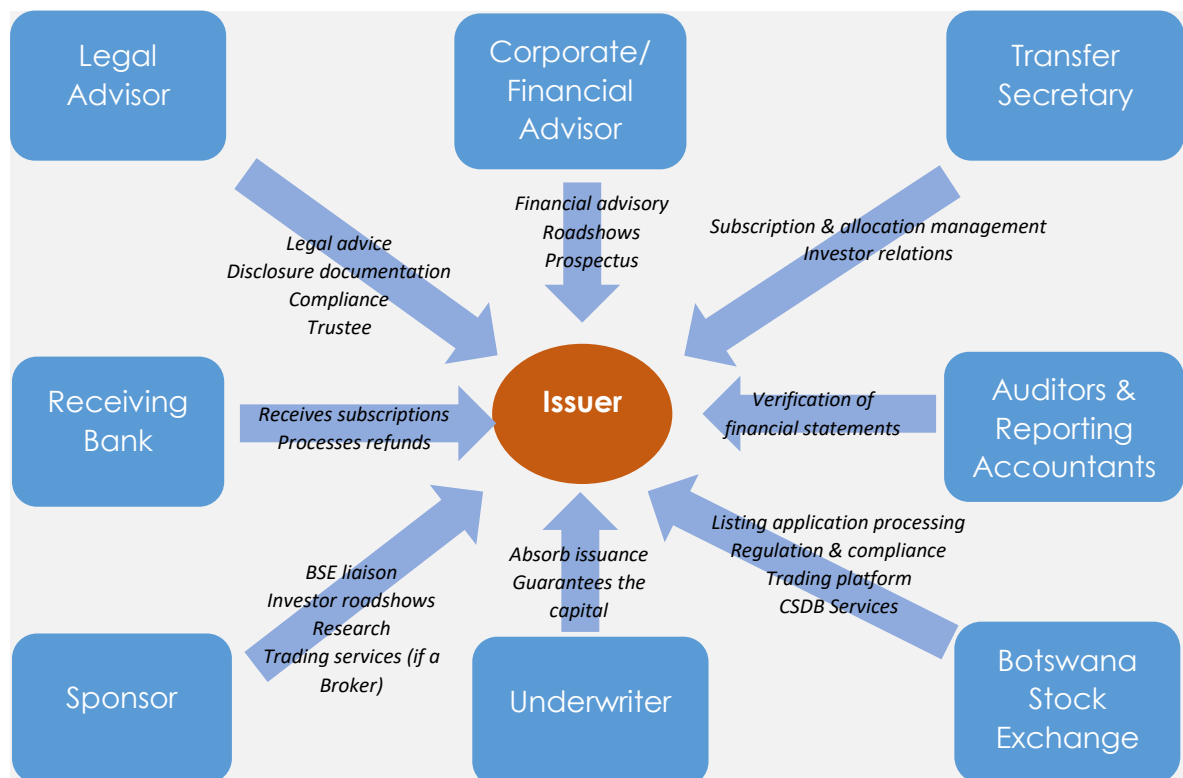 Legal
Advisor
Corporate/
Financial
Advisor
Transfer
Secretary
Financial advisory
Roadshows
Prospectus
Legal advice
Disclosure documentation
Compliance
Trustee
Subscription & allocation management
Investor relations
Receiving
Bank
Receives subscriptions
Processes refunds
Issuer
Verification of
financial statements
Auditors &
Reporting
Accountants
BSE liaison
Investor roadshows
Research
Trading services (if a
Broker)
Absorb issuance
Guarantees the
capital
Listing application processing
Regulation & compliance
Trading platform
CSDB Services
Sponsor
Underwriter
Botswana
Stock
Exchange